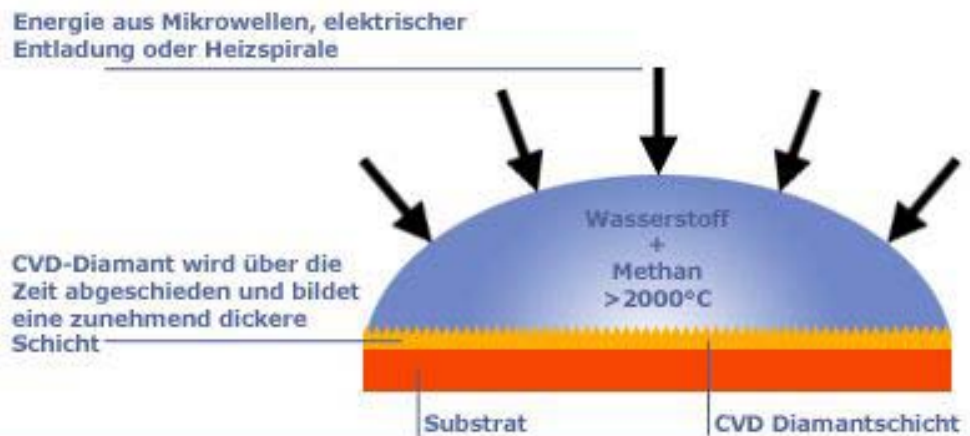 Energie aus Mikrowellen, elektrischer
Entladung oder Heizspirale
Wasserstoff
+
Methan
>2000°C
CVD-Diamant wird über die
Zeit abgeschieden und bildet
eine zunehmend dickere
Schicht
Substrat
CVD Diamantschicht